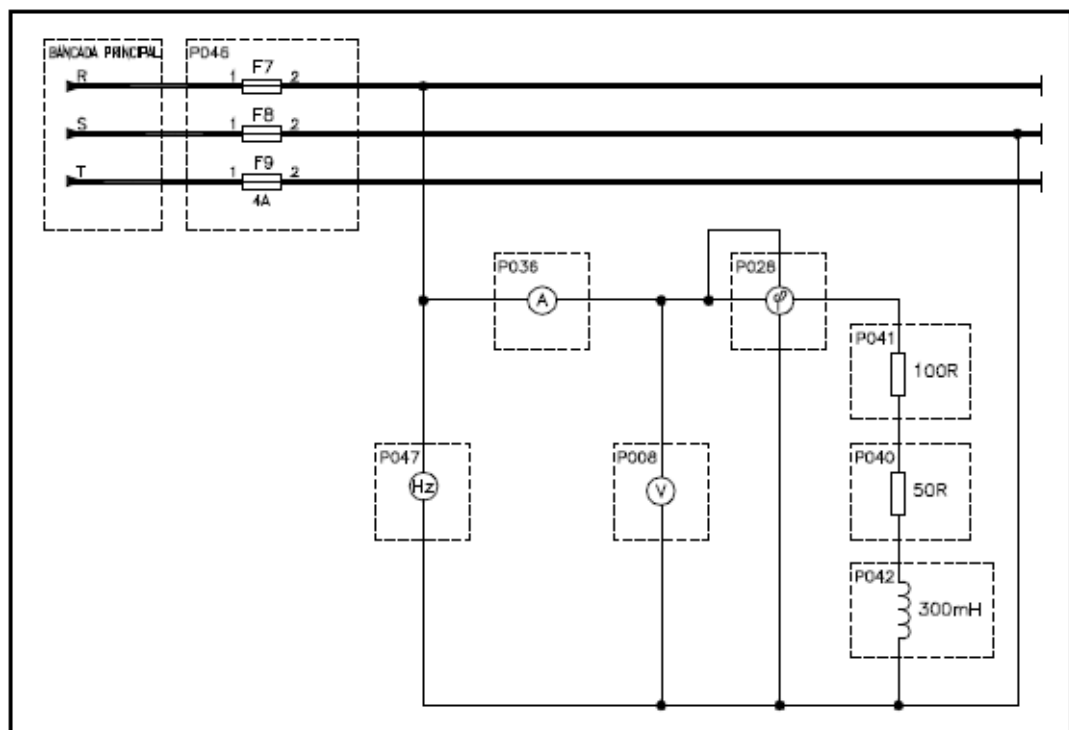 BANCADA PRINCIPAL
P046
R
1
F7
2
S
1
F8
2
T
1
F9
2
4A
P036
A
P028
φ
P041
100R
P047
Hz
P008
V
P040
50R
P042
300mH